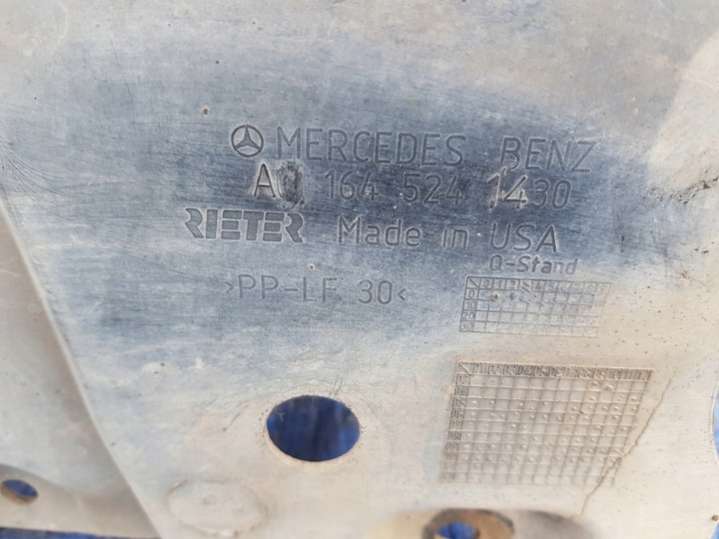 MERCEDES BENZ
A 164 524 1430
RIETER Made in USA
Q-Stand
>PP-LF 30<